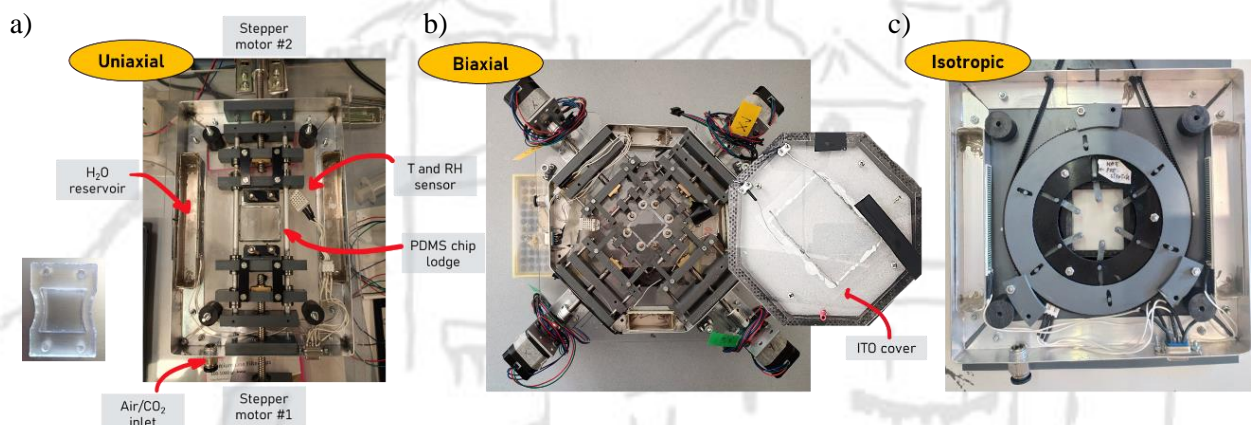 a)
Stepper
motor #2
b)
c)
Uniaxial
Biaxial
Isotropic
H₂O
reservoir
T and RH
sensor
PDMS chip
lodge
ITO cover
Air/CO₂
inlet
Stepper
motor #1